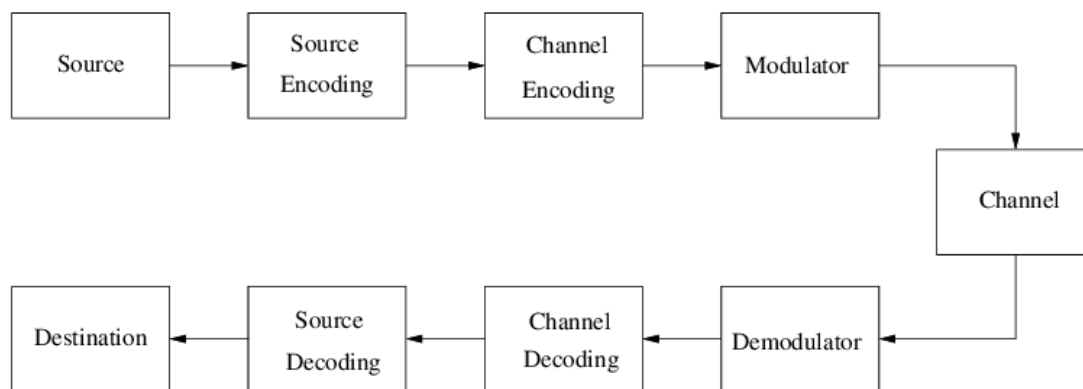 Source
Source
Encoding
Channel
Encoding
Modulator
Channel
Destination
Source
Decoding
Channel
Decoding
Demodulator